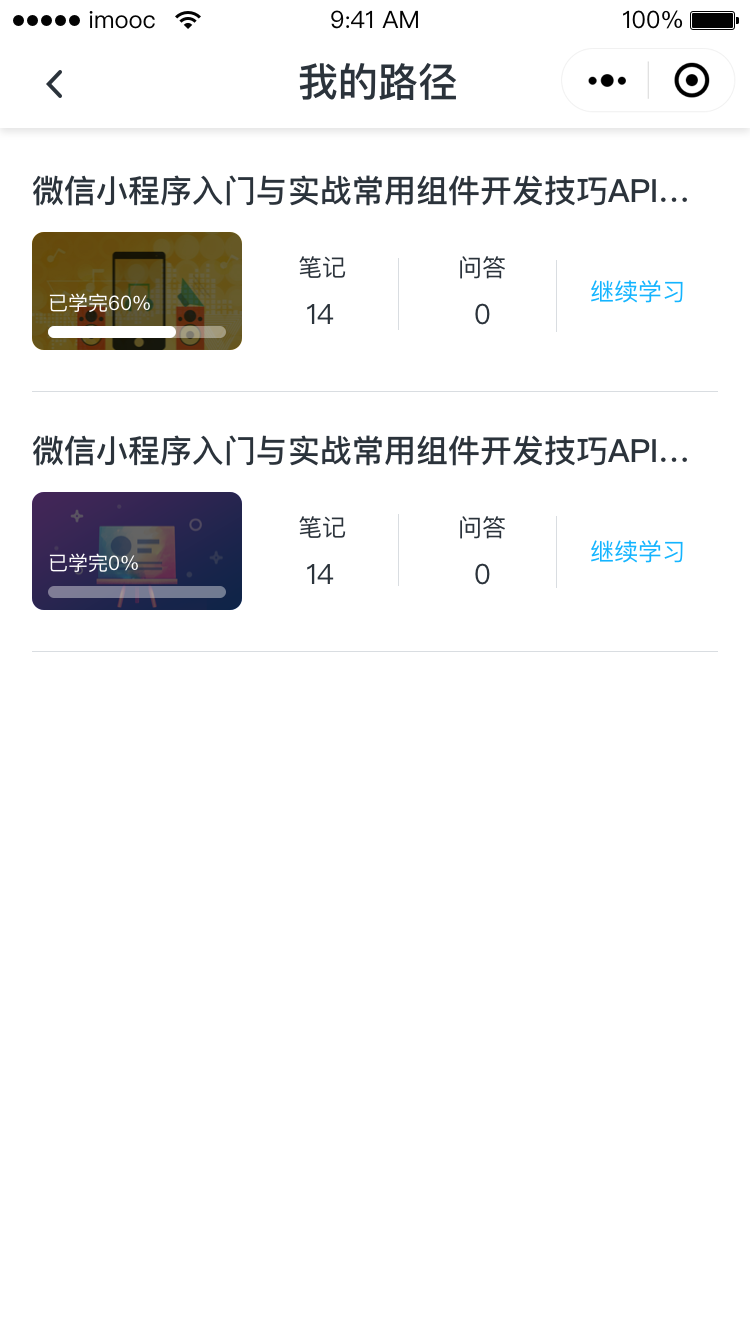 imooc 9:41 AM 100%
我的路径
微信小程序入门与实战常用组件开发技巧API...
笔记 问答
已学完60% 继续学习
14 0
微信小程序入门与实战常用组件开发技巧API...
笔记 问答
已学完0% 继续学习
14 0